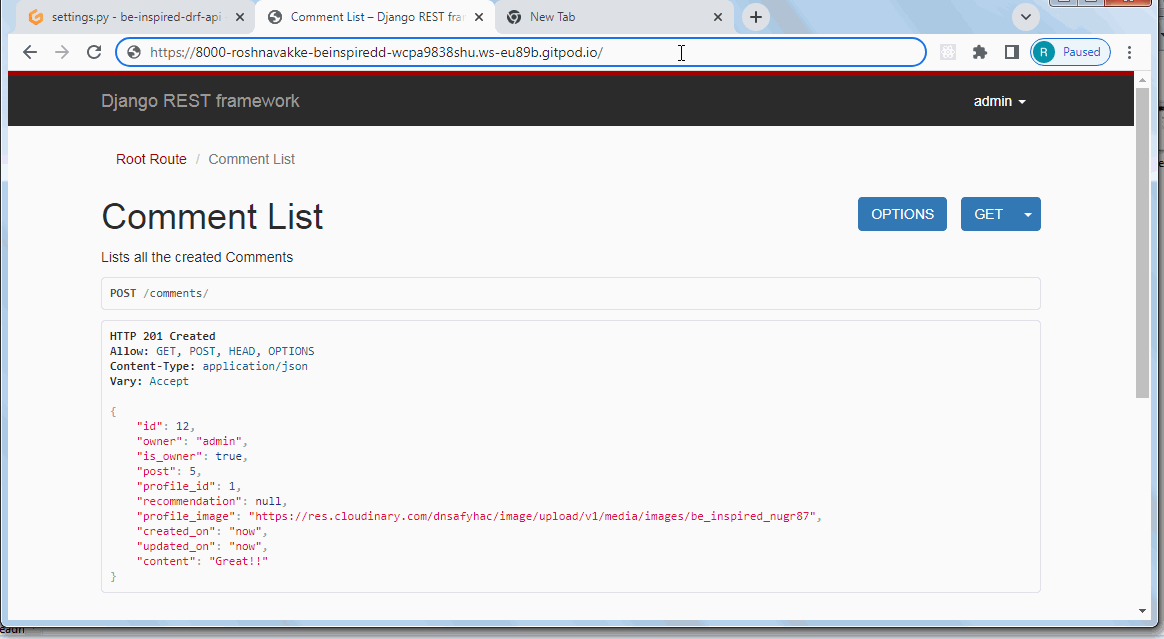 settings.py - be-inspired-drf-api
Comment List – Django REST fra
New Tab
https://8000-roshnavakke-beinspiredd-wcpa9838shu.ws-eu89b.gitpod.io/
R Paused
Django REST framework
admin
Root Route / Comment List
Comment List
OPTIONS
GET
Lists all the created Comments
POST /comments/
HTTP 201 Created
Allow: GET, POST, HEAD, OPTIONS
Content-Type: application/json
Vary: Accept
{
"id": 12,
"owner": "admin",
"is_owner": true,
"post": 5,
"profile_id": 1,
"recommendation": null,
"profile_image": "https://res.cloudinary.com/dnsafyhac/image/upload/v1/media/images/be_inspired_nugr87",
"created_on": "now",
"updated_on": "now",
"content": "Great!!"
}